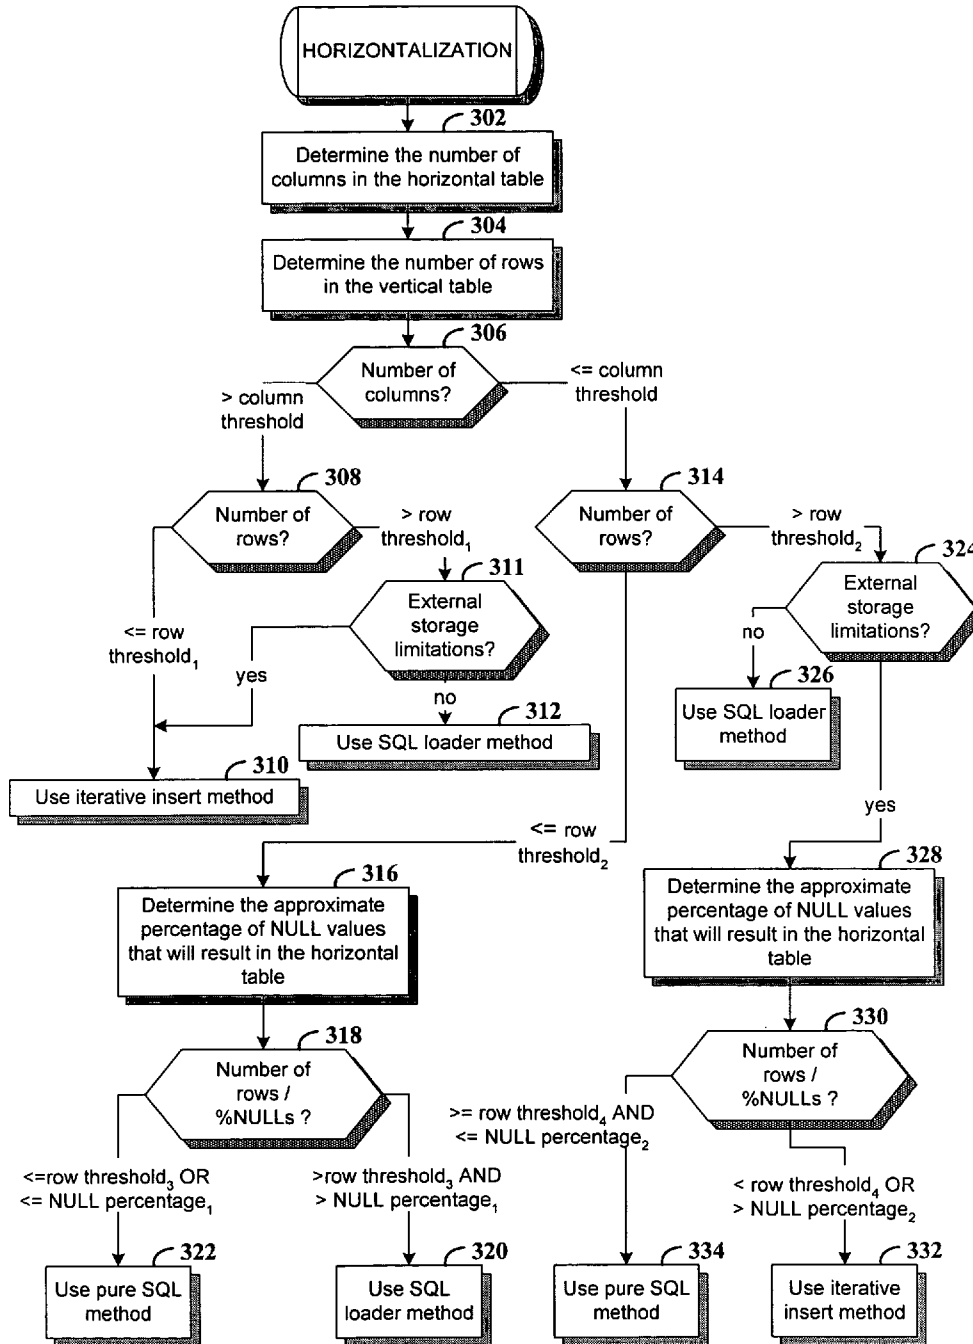 HORIZONTALIZATION
302
Determine the number of
columns in the horizontal table
304
Determine the number of rows
in the vertical table
306
Number of
columns?
> column
threshold
<= column
threshold
308
Number of
rows?
> row
threshold1
<= row
threshold1
311
External
storage
limitations?
yes
no
312
Use SQL loader method
310
Use iterative insert method
314
Number of
rows?
> row
threshold2
324
External
storage
limitations?
no
326
Use SQL loader
method
yes
<= row
threshold2
316
Determine the approximate
percentage of NULL values
that will result in the horizontal
table
328
Determine the approximate
percentage of NULL values
that will result in the horizontal
table
318
Number of
rows /
%NULLs ?
<=row threshold3 OR
<= NULL percentage1
>row threshold3 AND
> NULL percentage1
322
Use pure SQL
method
320
Use SQL
loader method
330
Number of
rows /
%NULLs ?
>= row threshold4 AND
<= NULL percentage2
< row threshold4 OR
> NULL percentage2
334
Use pure SQL
method
332
Use iterative
insert method